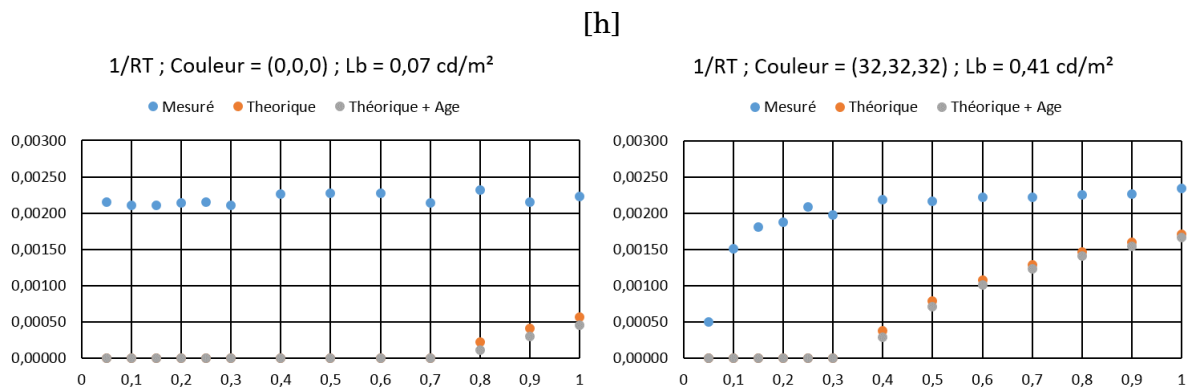 [h]
1/RT ; Couleur = (0,0,0) ; Lb = 0,07 cd/m²
Mesuré Theorique Théorique + Age
0,00300
0,00250
0,00200
0,00150
0,00100
0,00050
0,00000
0 0,1 0,2 0,3 0,4 0,5 0,6 0,7 0,8 0,9 1
1/RT ; Couleur = (32,32,32) ; Lb = 0,41 cd/m²
Mesuré Théorique Théorique + Age
0,00300
0,00250
0,00200
0,00150
0,00100
0,00050
0,00000
0 0,1 0,2 0,3 0,4 0,5 0,6 0,7 0,8 0,9 1